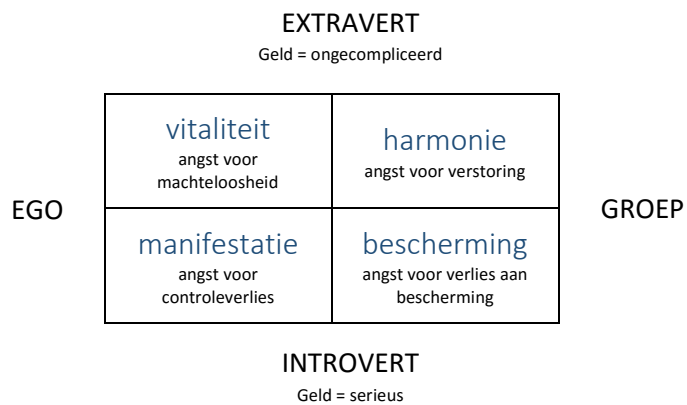 EXTRAVERT
Geld = ongecompliceerd
vitaliteit
angst voor
machteloosheid
harmonie
angst voor verstoring
EGO
GROEP
manifestatie
angst voor
controleverlies
bescherming
angst voor verlies aan
bescherming
INTROVERT
Geld = serieus